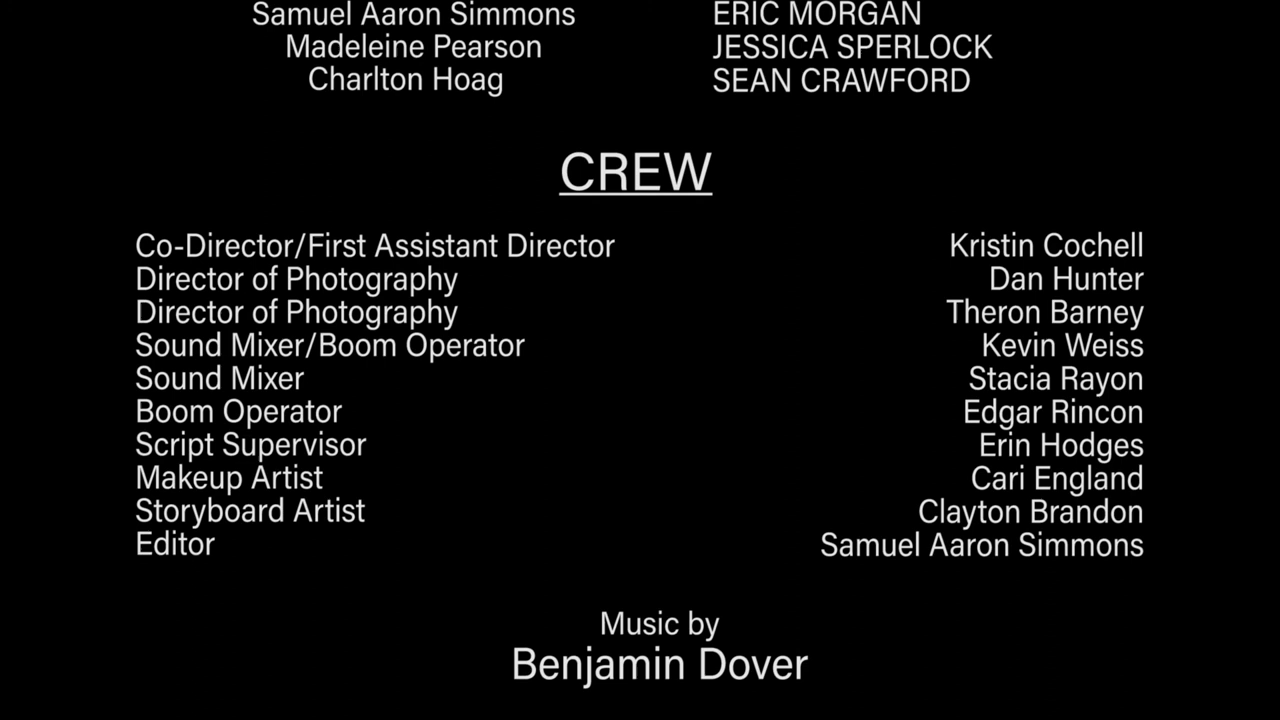 Samuel Aaron Simmons ERIC MORGAN
Madeleine Pearson JESSICA SPERLOCK
Charlton Hoag SEAN CRAWFORD
CREW
Co-Director/First Assistant Director Kristin Cochell
Director of Photography Dan Hunter
Director of Photography Theron Barney
Sound Mixer/Boom Operator Kevin Weiss
Sound Mixer Stacia Rayon
Boom Operator Edgar Rincon
Script Supervisor Erin Hodges
Makeup Artist Cari England
Storyboard Artist Clayton Brandon
Editor Samuel Aaron Simmons
Music by
Benjamin Dover